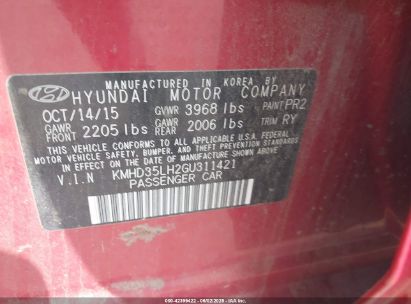 MANUFACTURED IN KOREA BY
HYUNDAI MOTOR COMPANY
OCT/14/15 GVWR 3968 lbs PAINT PR2
GAWR FRONT 2205 lbs GAWR REAR 2006 lbs TRIM RY
THIS VEHICLE CONFORMS TO ALL APPLICABLE U.S.A. FEDERAL
MOTOR VEHICLE SAFETY, BUMPER, AND THEFT PREVENTION STANDARDS
IN EFFECT ON THE DATE OF MANUFACTURE SHOWN ABOVE.
V.I.N KMHD35LH2GU311421
PASSENGER CAR